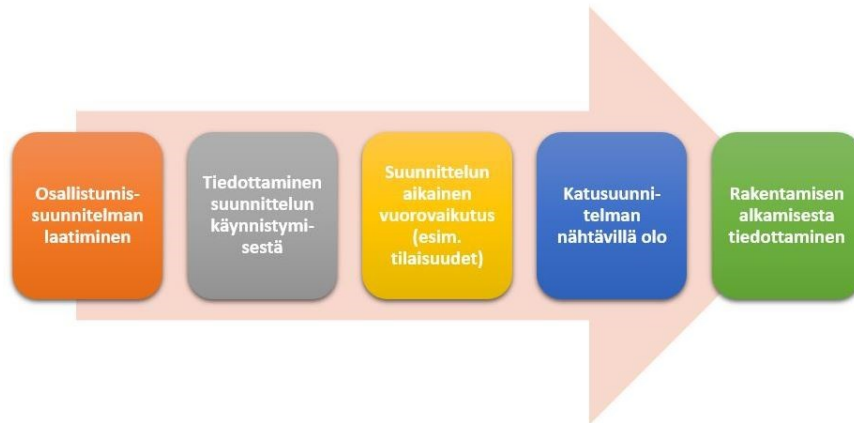 Osallistumis-
suunnitelman
laatiminen
Tiedottaminen
suunnittelun
käynnistymi-
sestä
Suunnittelun
aikainen
vuorovaikutus
(esim.
tilaisuudet)
Katusuunni-
telman
nähtävillä olo
Rakentamisen
alkamisesta
tiedottaminen